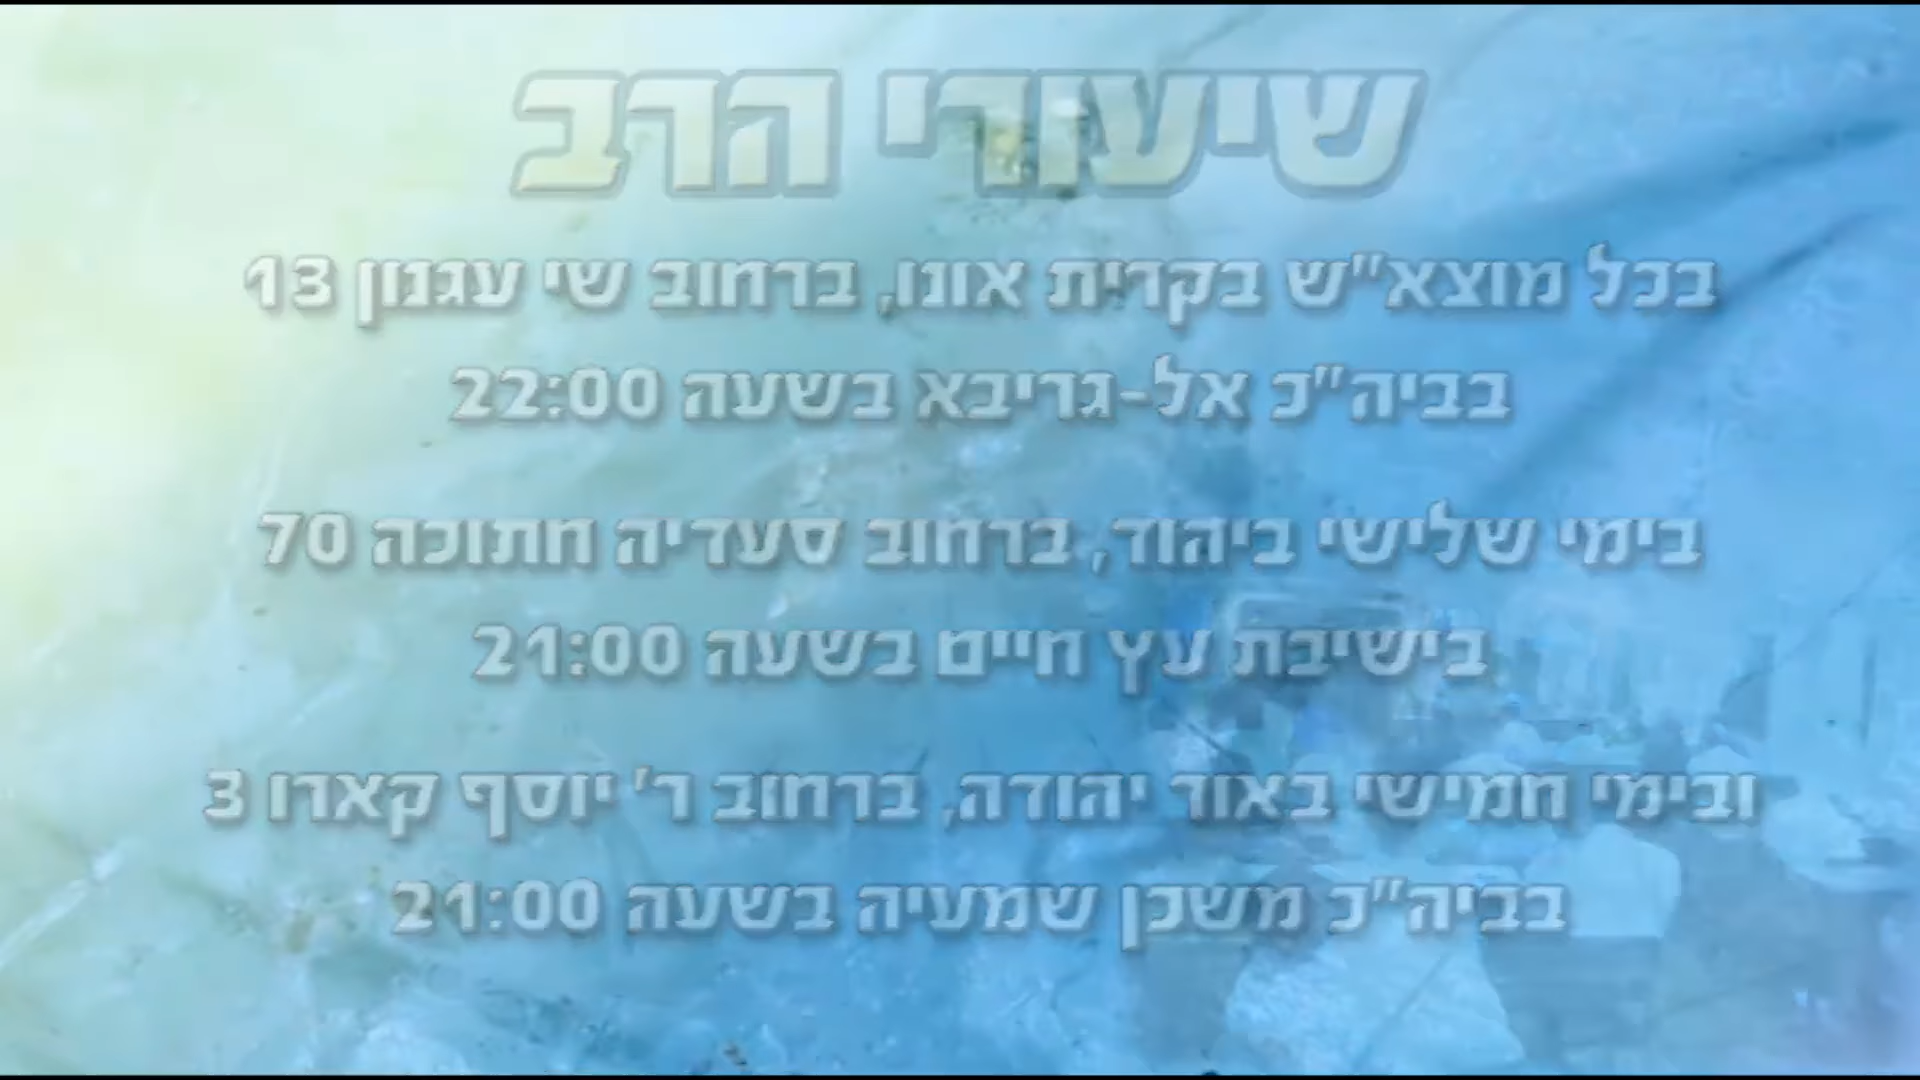 שיעורי הרב
בכל מוצא"ש בקרית אונו, ברחוב שי עגנון 13
בביה"כ אל-גריבא בשעה 22:00
בימי שלישי ביהוד, ברחוב סעדיה חתוכה 70
בישיבת עץ חיים בשעה 21:00
ובימי חמישי באור יהודה, ברחוב ר' יוסף קארו 3
בביה"כ משכן שמעיה בשעה 21:00